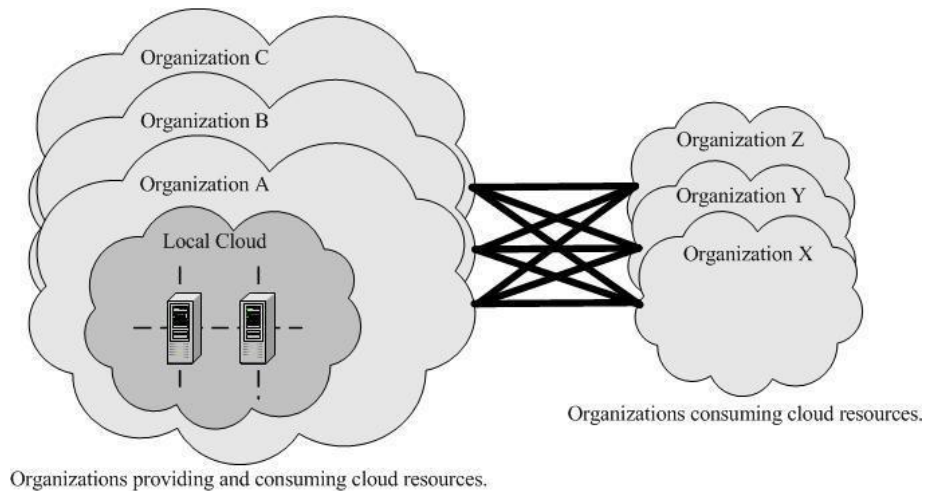 Organization C
Organization B
Organization A
Local Cloud
Organization Z
Organization Y
Organization X
Organizations consuming cloud resources.
Organizations providing and consuming cloud resources.